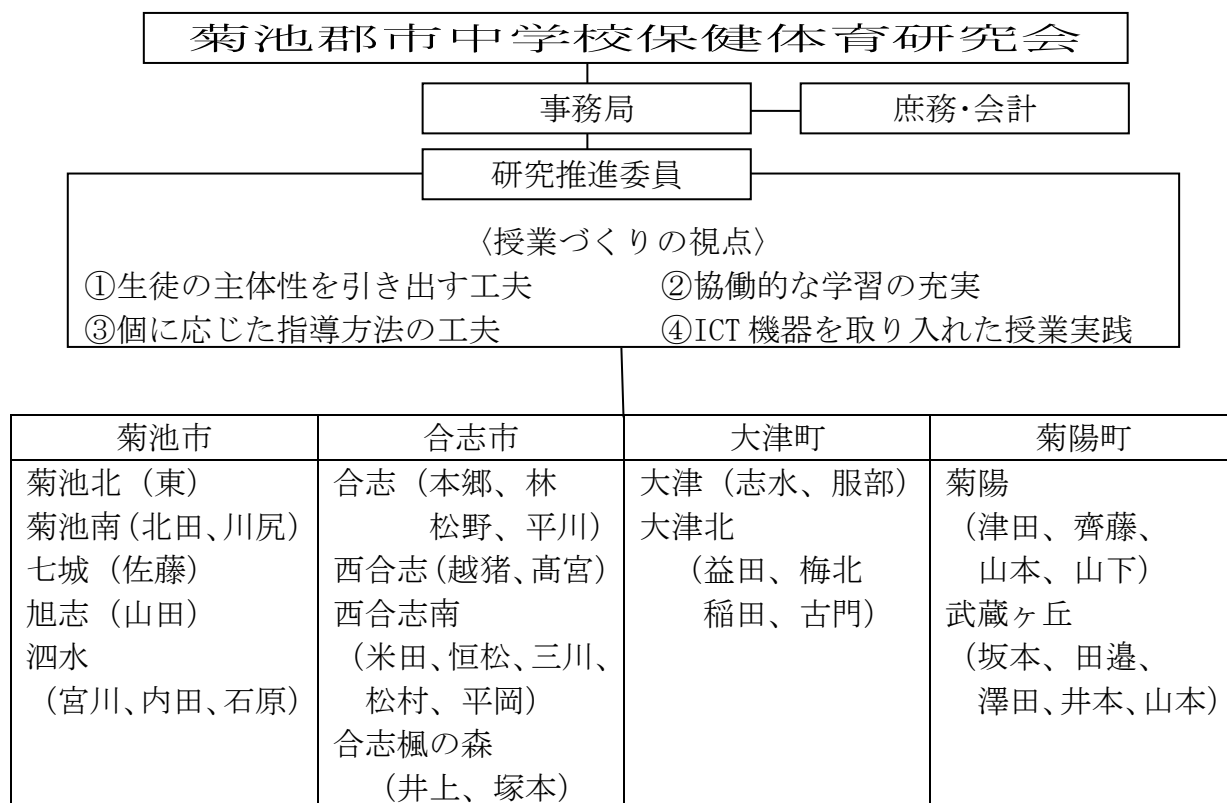 菊池郡市中学校保健体育研究会
事務局
庶務・会計
研究推進委員
〈授業づくりの視点〉
①生徒の主体性を引き出す工夫
②協働的な学習の充実
③個に応じた指導方法の工夫
④ICT機器を取り入れた授業実践
菊池市
菊池北（東）
菊池南（北田、川尻）
七城（佐藤）
旭志（山田）
泗水
（宮川、内田、石原）
合志市
合志（本郷、林
松野、平川）
西合志（越猪、髙宮）
西合志南
（米田、恒松、三川、
松村、平岡）
合志楓の森
（井上、塚本）
大津町
大津（志水、服部）
大津北
（益田、梅北
稲田、古門）
菊陽町
菊陽
（津田、齊藤、
山本、山下）
武蔵ヶ丘
（坂本、田邉、
澤田、井本、山本）